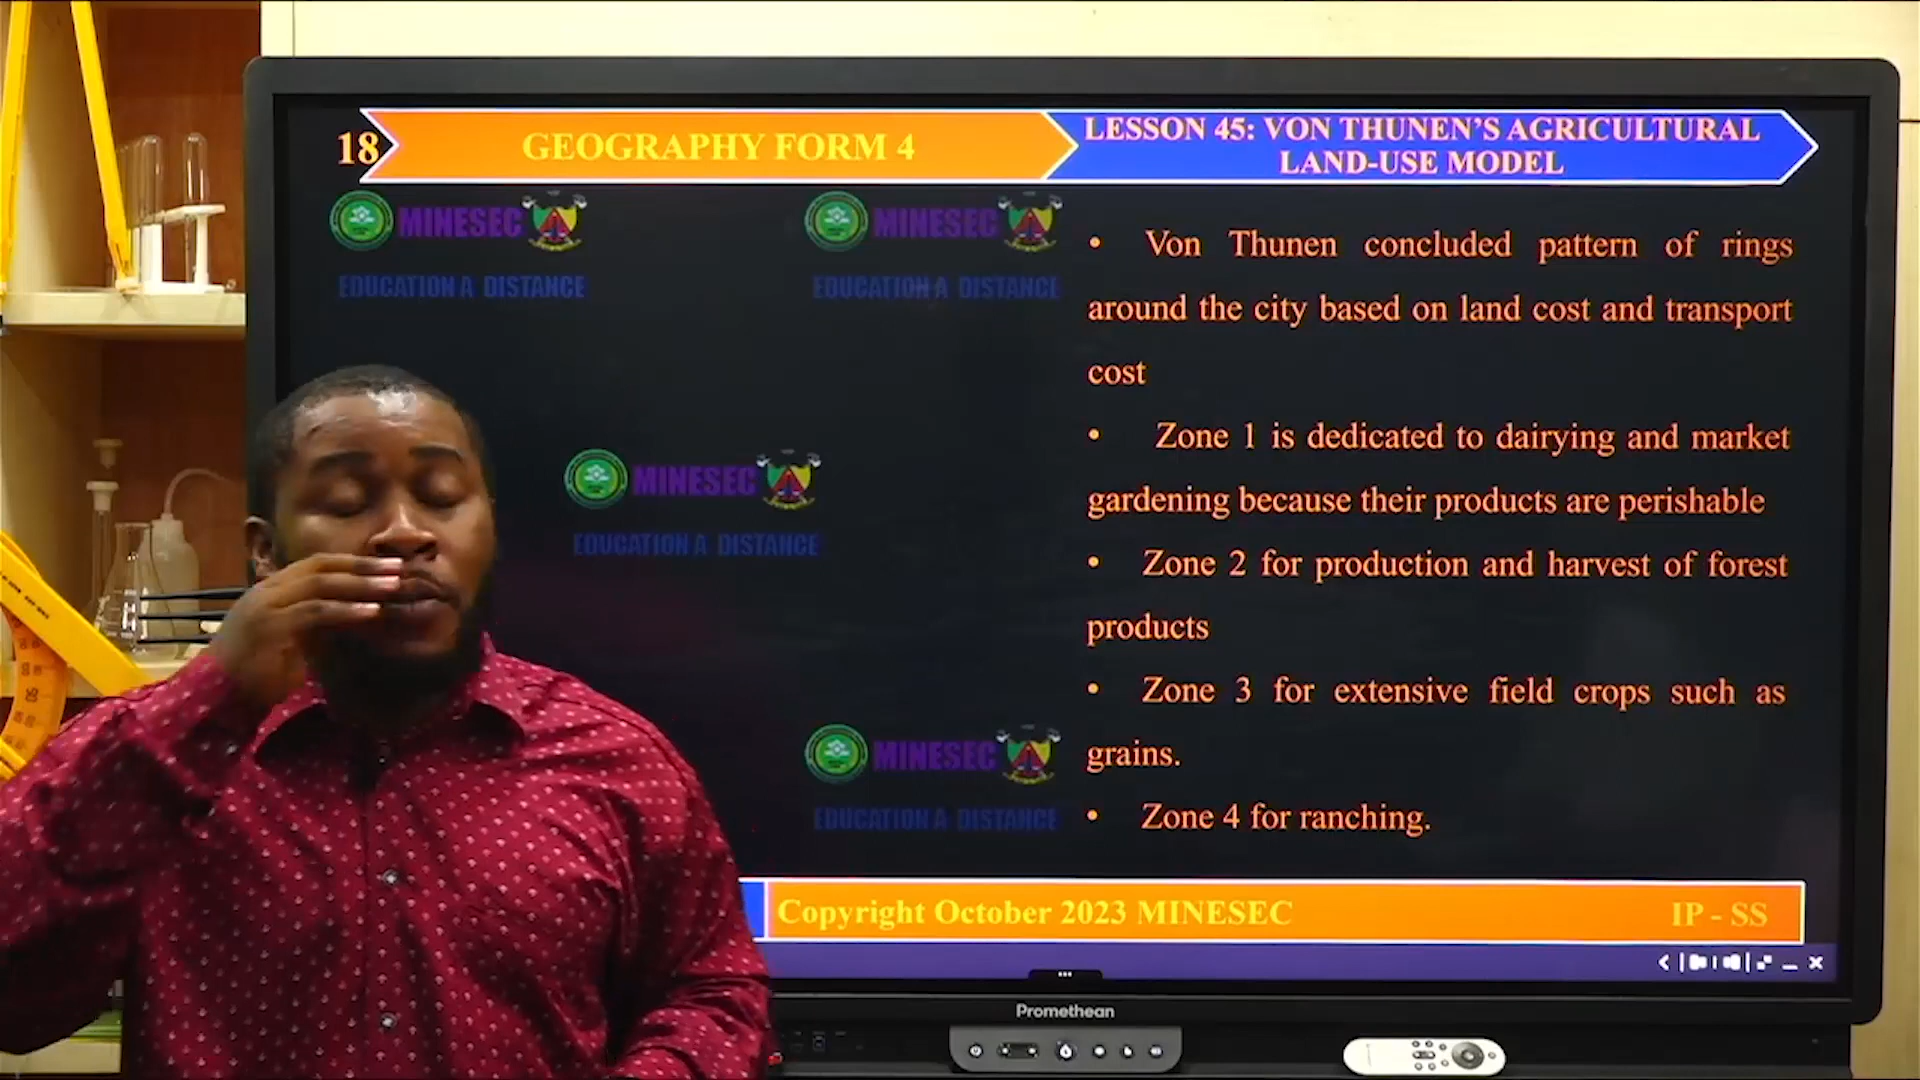 18
GEOGRAPHY FORM 4
LESSON 45: VON THUNEN'S AGRICULTURAL
LAND-USE MODEL
MINESEC
EDUCATION A DISTANCE
MINESEC
EDUCATION A DISTANCE
MINESEC
EDUCATION A DISTANCE
MINESEC
EDUCATION A DISTANCE
• Von Thunen concluded pattern of rings
around the city based on land cost and transport
cost
• Zone 1 is dedicated to dairying and market
gardening because their products are perishable
• Zone 2 for production and harvest of forest
products
• Zone 3 for extensive field crops such as
grains.
• Zone 4 for ranching.
Copyright October 2023 MINESEC
IP - SS
Promethean